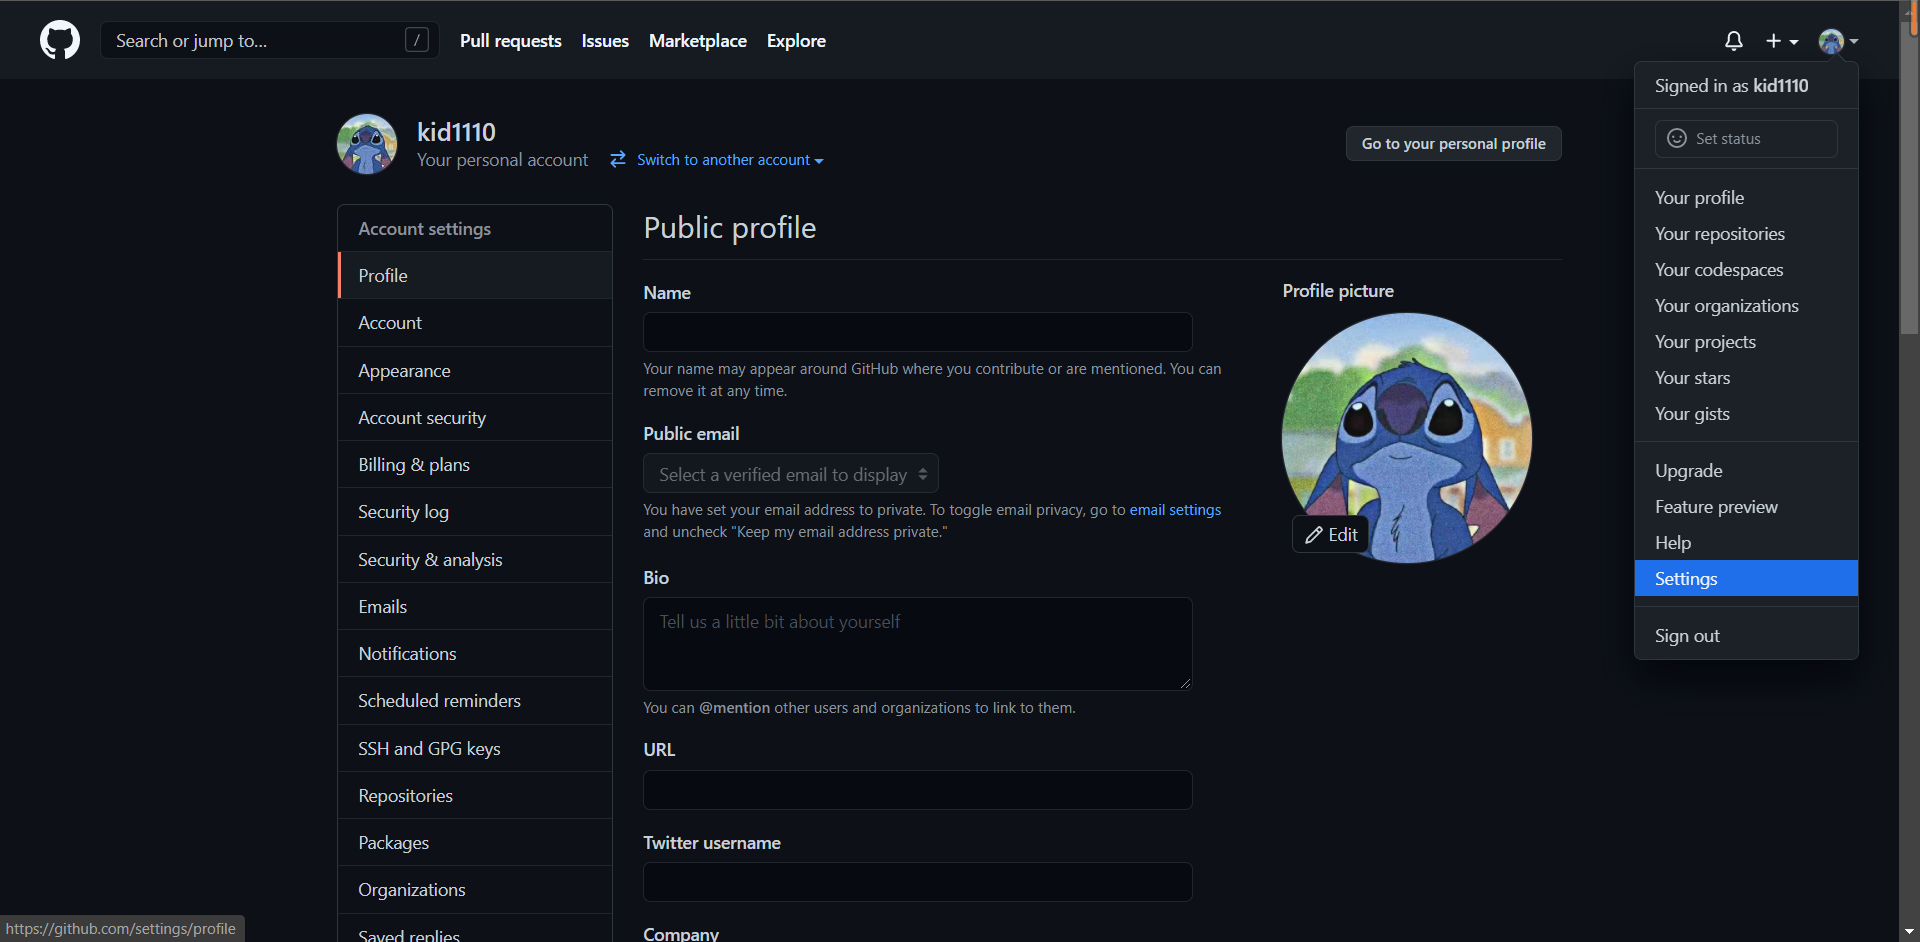 Search or jump to...
/
Pull requests
Issues
Marketplace
Explore
Signed in as kid1110
Set status
Your profile
Your repositories
Your codespaces
Your organizations
Your projects
Your stars
Your gists
Upgrade
Feature preview
Help
Settings
Sign out
kid1110
Your personal account
Switch to another account
Go to your personal profile
Account settings
Profile
Account
Appearance
Account security
Billing & plans
Security log
Security & analysis
Emails
Notifications
Scheduled reminders
SSH and GPG keys
Repositories
Packages
Organizations
Saved replies
Public profile
Name
Your name may appear around GitHub where you contribute or are mentioned. You can
remove it at any time.
Public email
Select a verified email to display
You have set your email address to private. To toggle email privacy, go to email settings
and uncheck "Keep my email address private."
Bio
Tell us a little bit about yourself
You can @mention other users and organizations to link to them.
URL
Twitter username
Company
Profile picture
Edit
https://github.com/settings/profile